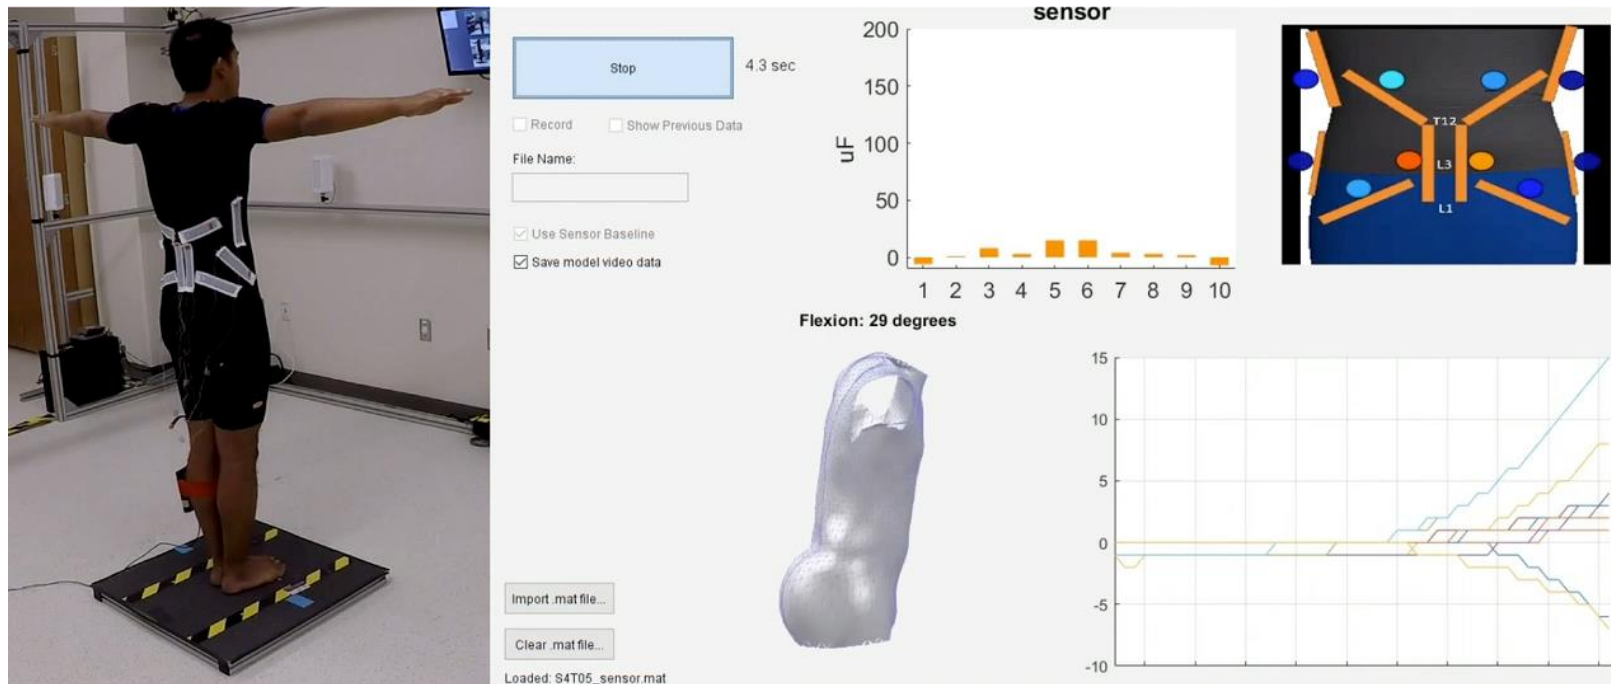 Stop
4.3 sec
Record
Show Previous Data
File Name:
Use Sensor Baseline
Save model video data
sensor
200
150
100
50
0
uF
1 2 3 4 5 6 7 8 9 10
T12
L3
L1
Flexion: 29 degrees
15
10
5
0
-5
-10
Import .mat file...
Clear .mat file...
Loaded: S4T05_sensor.mat